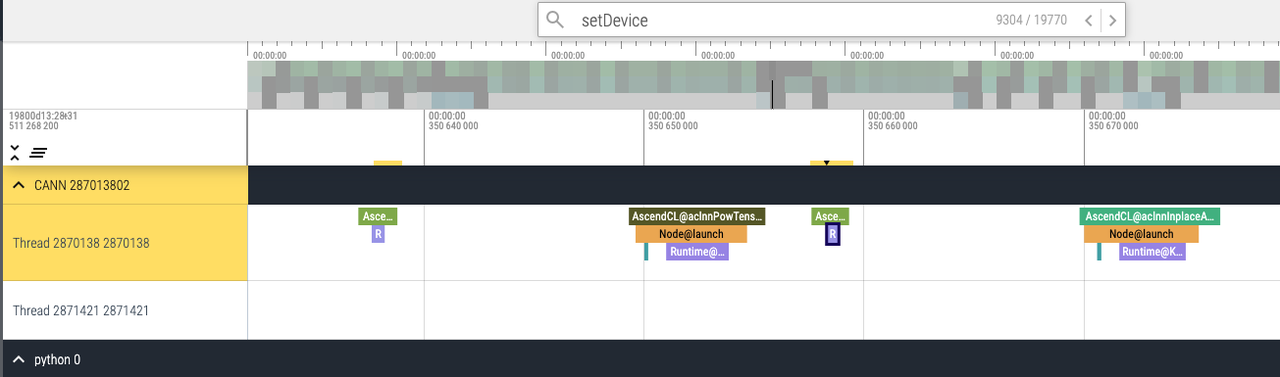 setDevice
9304 / 19770
00:00:00 00:00:00 00:00:00 00:00:00 00:00:00 00:00:00 00:00:00
19800d13:28:31
511 268 200
00:00:00 00:00:00 00:00:00 00:00:00
350 640 000 350 650 000 350 660 000 350 670 000
CANN 287013802
Thread 2870138 2870138
Asce... AscendCL@aclnnPowTens... Asce... AscendCL@aclnnInplaceA...
R Node@launch R Node@launch
Runtime@... Runtime@K...
Thread 2871421 2871421
python 0